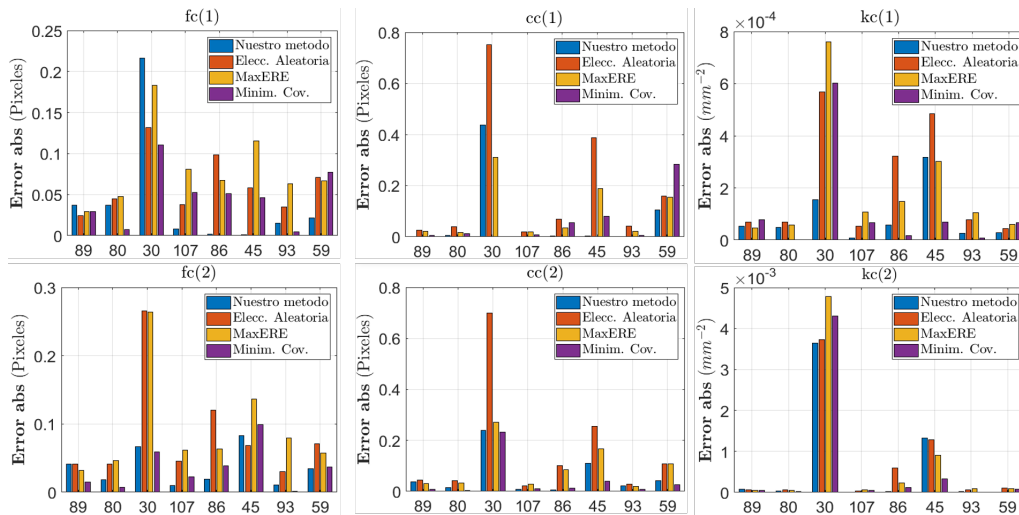 fc(1)
Error abs (Pixeles)
0.25
0.2
0.15
0.1
0.05
0
Nuestro metodo
Elecc. Aleatoria
MaxERE
Minim. Cov.
89 80 30 107 86 45 93 59
cc(1)
Error abs (Pixeles)
0.8
0.6
0.4
0.2
0
Nuestro metodo
Elecc. Aleatoria
MaxERE
Minim. Cov.
89 80 30 107 86 45 93 59
kc(1)
×10⁻⁴
Error abs (mm⁻²)
8
6
4
2
0
Nuestro metodo
Elecc. Aleatoria
MaxERE
Minim. Cov.
89 80 30 107 86 45 93 59
fc(2)
Error abs (Pixeles)
0.3
0.2
0.1
0
Nuestro metodo
Elecc. Aleatoria
MaxERE
Minim. Cov.
89 80 30 107 86 45 93 59
cc(2)
Error abs (Pixeles)
0.8
0.6
0.4
0.2
0
Nuestro metodo
Elecc. Aleatoria
MaxERE
Minim. Cov.
89 80 30 107 86 45 93 59
kc(2)
×10⁻³
Error abs (mm⁻²)
5
4
3
2
1
0
Nuestro metodo
Elecc. Aleatoria
MaxERE
Minim. Cov.
89 80 30 107 86 45 93 59